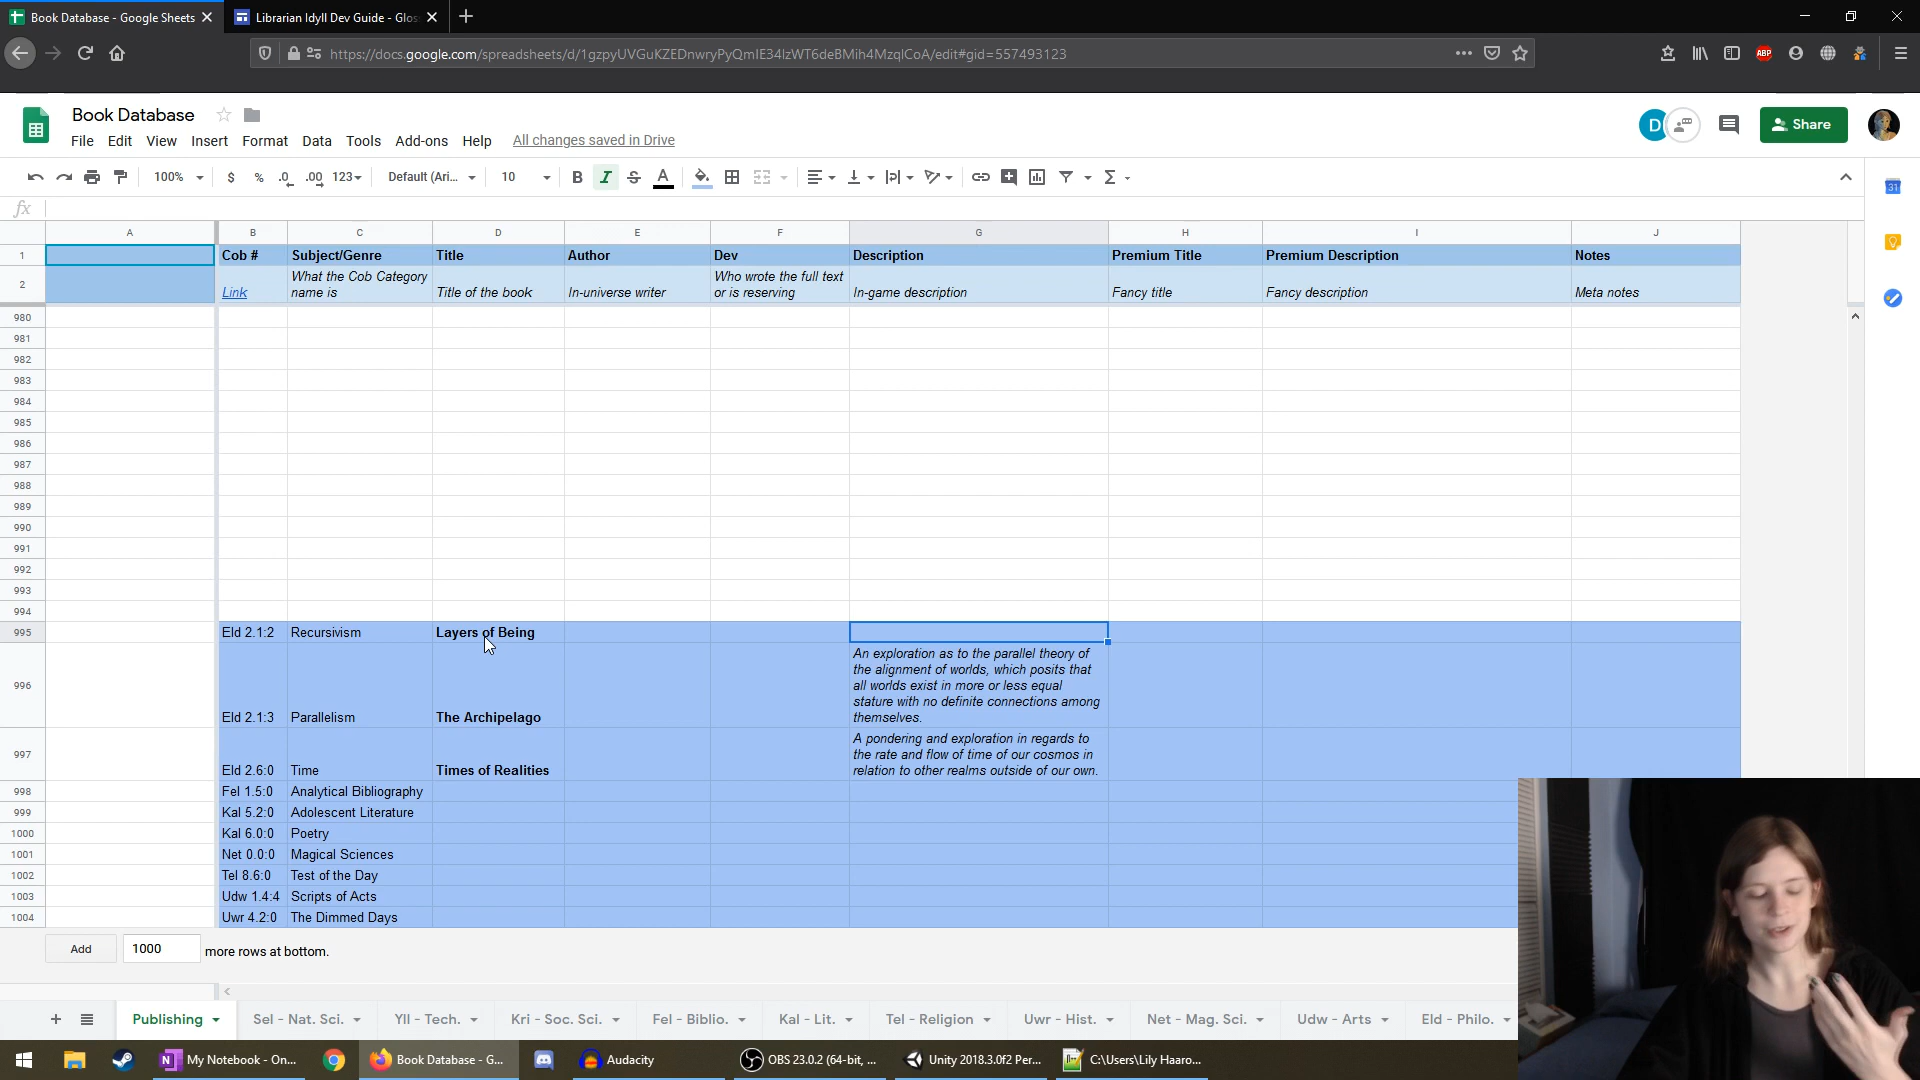 Book Database - Google Sheets
Librarian Idyll Dev Guide - Glos
https://docs.google.com/spreadsheets/d/1gzpyUVGuKZEDnwryPyQmIE34lzWT6deBMih4MzqlCoA/edit#gid=557493123
ABP
Book Database
File Edit View Insert Format Data Tools Add-ons Help All changes saved in Drive
D
Share
100% $ % .0 .00 123 Default (Ari... 10 B I S A Σ
31
fx
A B C D E F G H I J
1 Cob # Subject/Genre Title Author Dev Description Premium Title Premium Description Notes
What the Cob Category Who wrote the full text
2 Link name is Title of the book In-universe writer or is reserving In-game description Fancy title Fancy description Meta notes
980
981
982
983
984
985
986
987
988
989
990
991
992
993
994
995 Eld 2.1:2 Recursivism Layers of Being
An exploration as to the parallel theory of
the alignment of worlds, which posits that
996 all worlds exist in more or less equal
stature with no definite connections among
Eld 2.1:3 Parallelism The Archipelago themselves.
A pondering and exploration in regards to
997 the rate and flow of time of our cosmos in
Eld 2.6:0 Time Times of Realities relation to other realms outside of our own.
998 Fel 1.5:0 Analytical Bibliography
999 Kal 5.2:0 Adolescent Literature
1000 Kal 6.0:0 Poetry
1001 Net 0.0:0 Magical Sciences
1002 Tel 8.6:0 Test of the Day
1003 Udw 1.4:4 Scripts of Acts
1004 Uwr 4.2:0 The Dimmed Days
Add 1000 more rows at bottom.
Publishing Sel - Nat. Sci. Yll - Tech. Kri - Soc. Sci. Fel - Biblio. Kal - Lit. Tel - Religion Uwr - Hist. Net - Mag. Sci. Udw - Arts Eld - Philo.
My Notebook - On... Book Database - G... Audacity OBS 23.0.2 (64-bit, ... Unity 2018.3.0f2 Per... C:\Users\Lily Haaro...